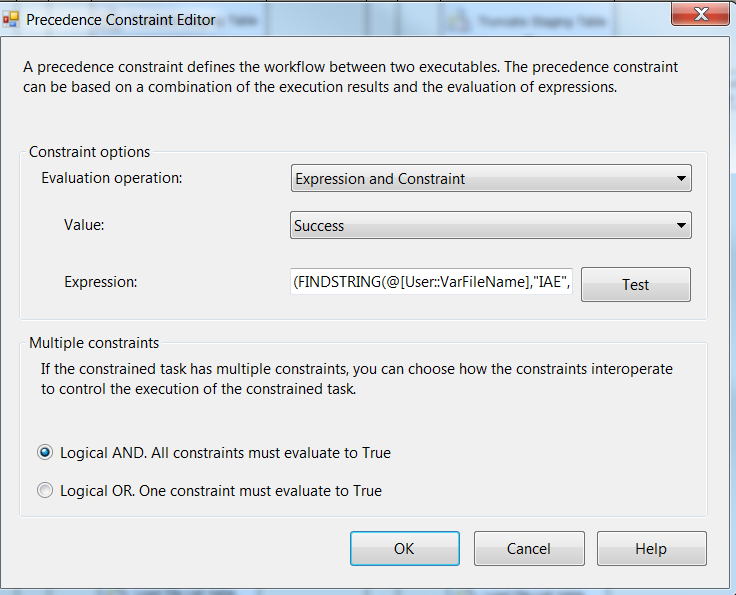 Precedence Constraint Editor
Truncate Staging Table
A precedence constraint defines the workflow between two executables. The precedence constraint
can be based on a combination of the execution results and the evaluation of expressions.
Constraint options
Evaluation operation:
Expression and Constraint
Value:
Success
Expression:
(FINDSTRING(@[User::VarFileName],"IAE",
Test
Multiple constraints
If the constrained task has multiple constraints, you can choose how the constraints interoperate
to control the execution of the constrained task.
Logical AND. All constraints must evaluate to True
Logical OR. One constraint must evaluate to True
OK
Cancel
Help